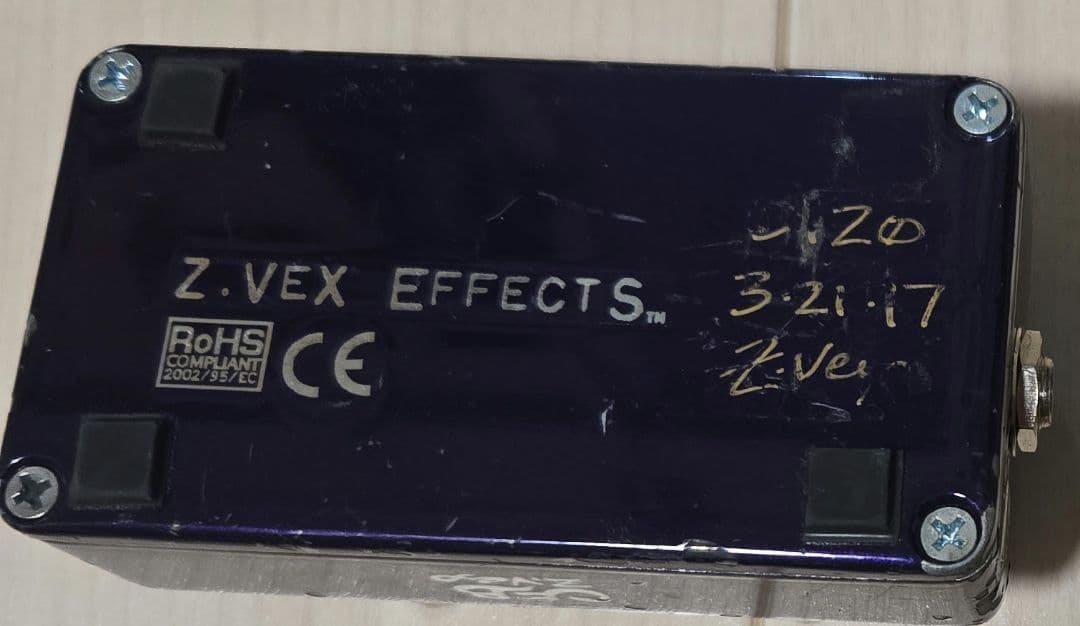 Z.VEX EFFECTS™
RoHS
COMPLIANT
2002/95/EC
CE
3·21·17